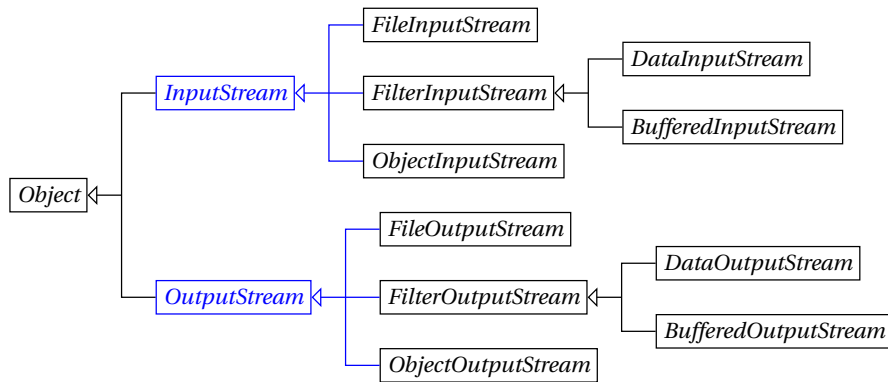 FileInputStream
DataInputStream
InputStream
FilterInputStream
BufferedInputStream
ObjectInputStream
Object
FileOutputStream
DataOutputStream
OutputStream
FilterOutputStream
BufferedOutputStream
ObjectOutputStream